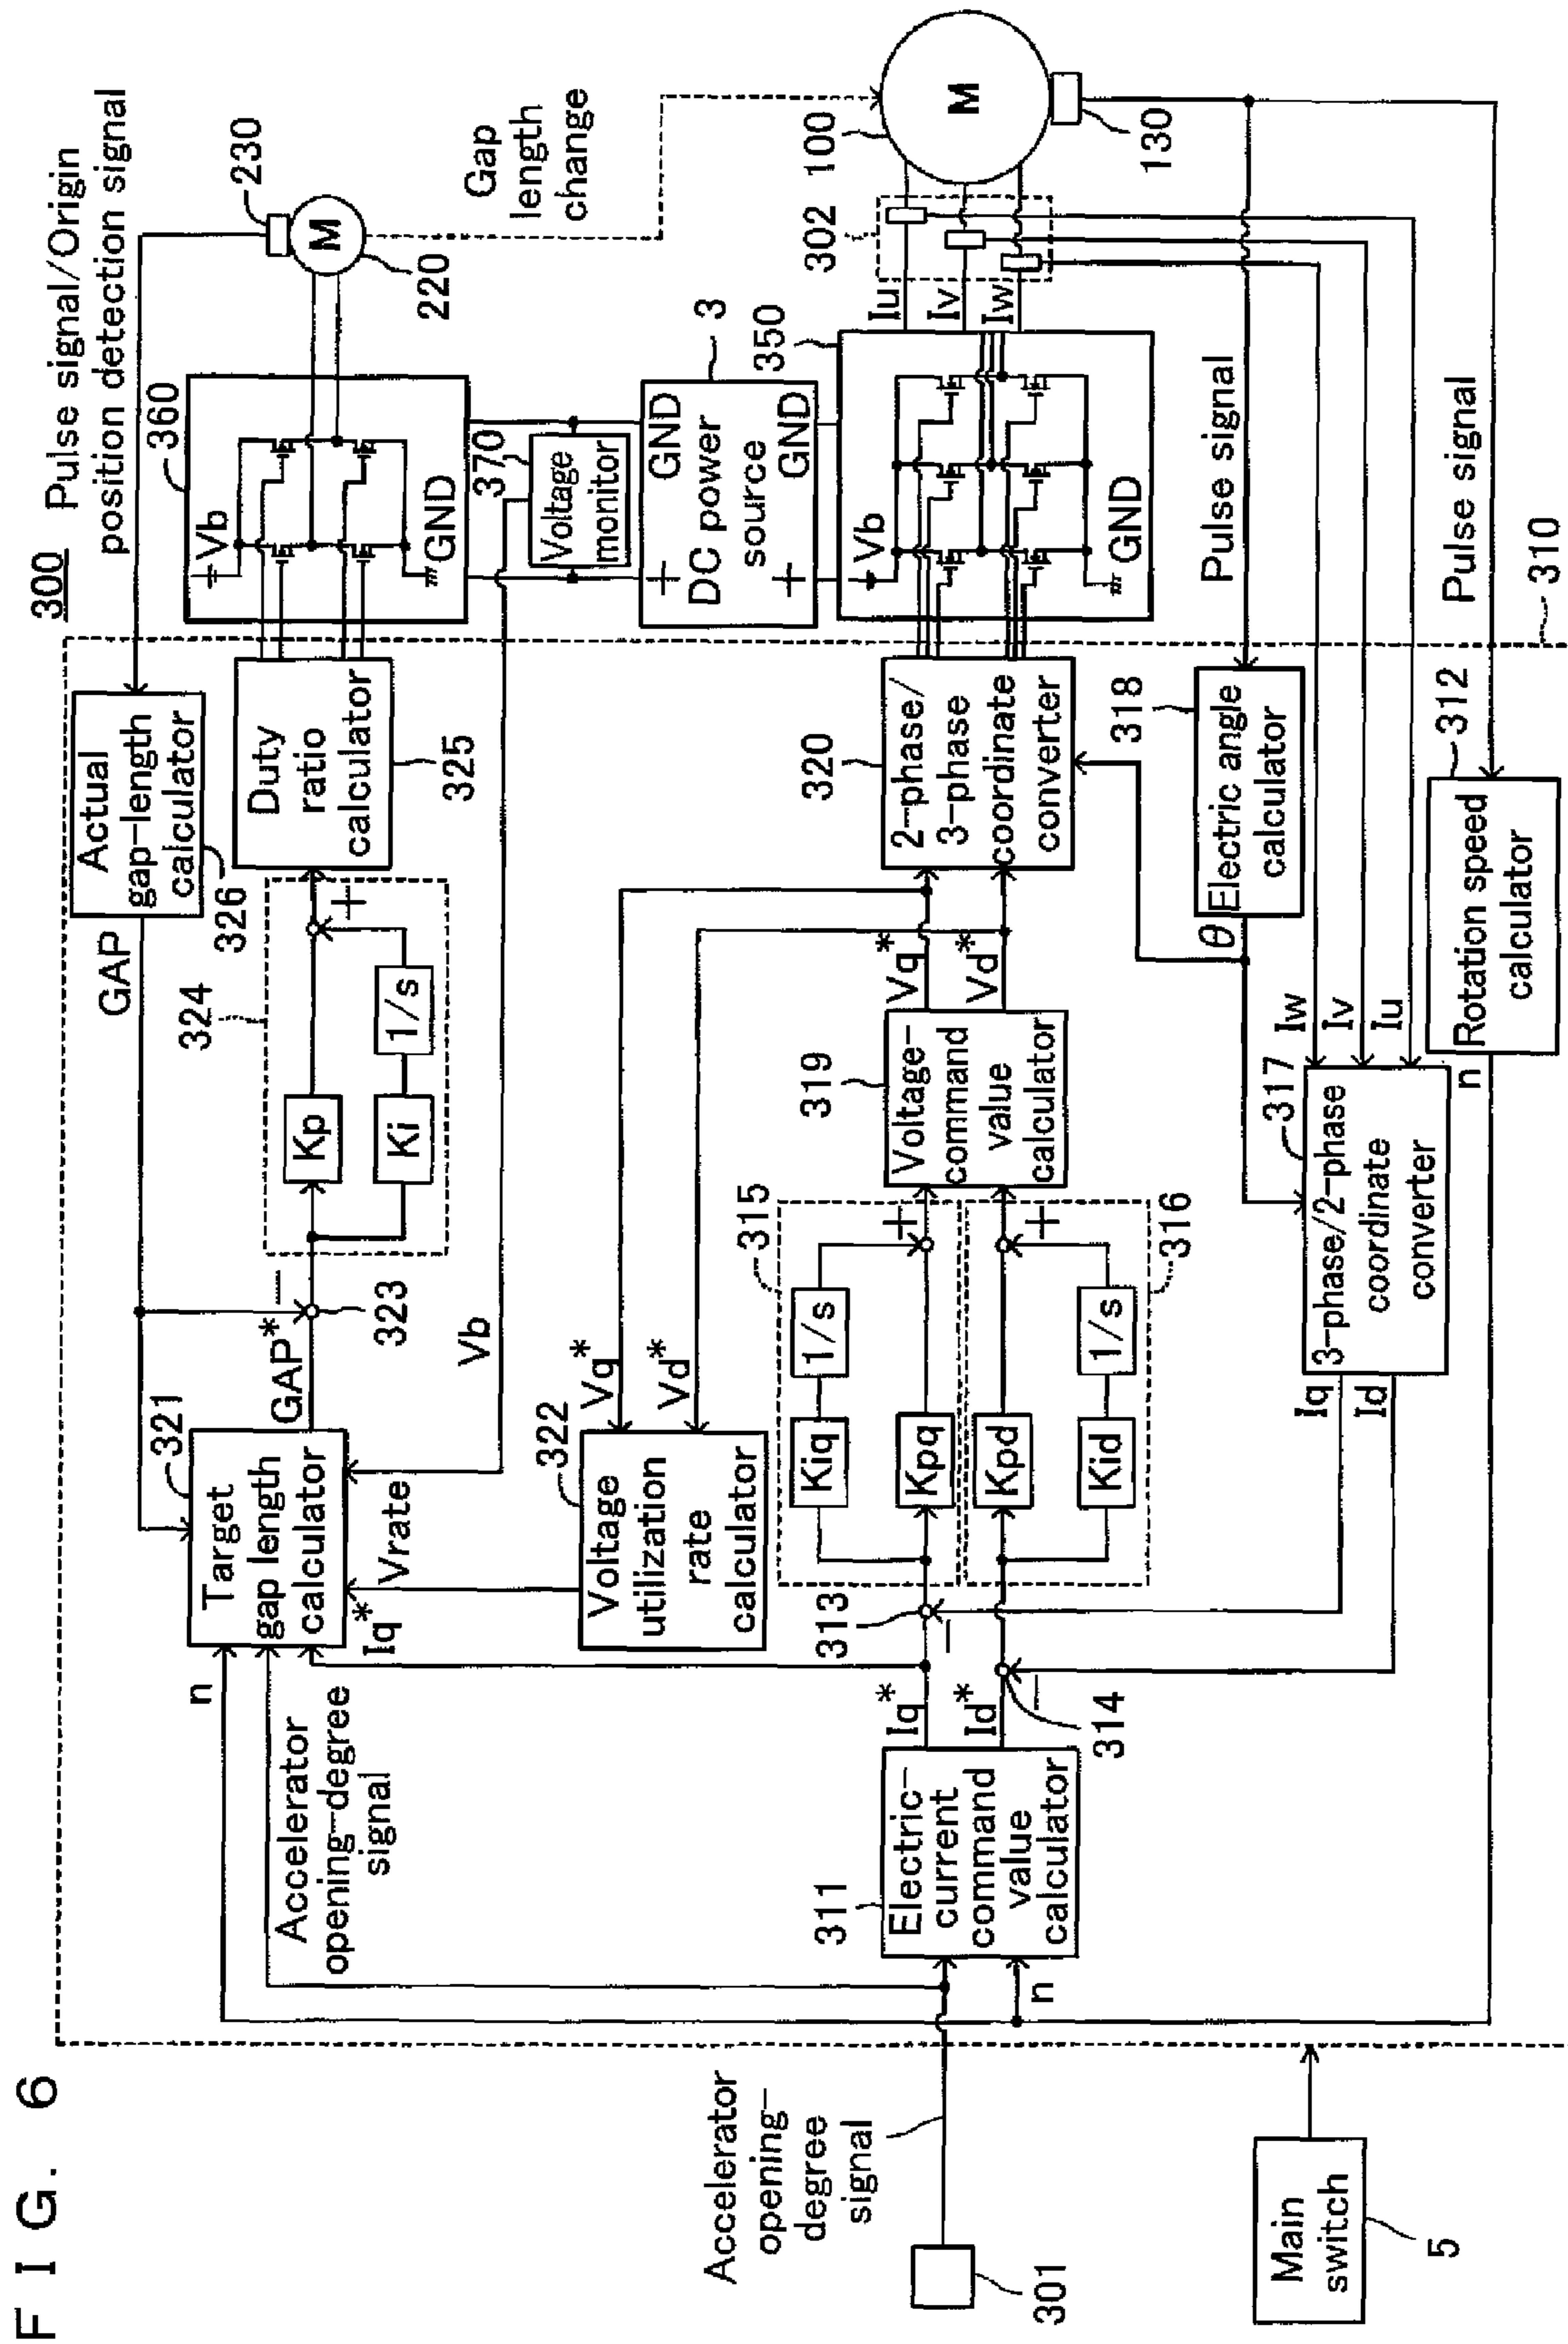 FIG. 6
300
Pulse signal/Origin
position detection signal
Actual
gap-length
calculator
326
GAP
360
Vb
GND
230
M
220
Gap
length
change
Duty
ratio
calculator
325
324
Kp
Ki
1/s
+
−
323
GAP*
321
Target
gap length
calculator
n
Accelerator
opening-degree
signal
Iq*
Vrate
Vb
370
Voltage
monitor
GND
+
DC power
source
+
GND
3
350
Vb
GND
322
Voltage
utilization
rate
calculator
Vq*
Vd*
302
Iu
Iv
Iw
100
M
130
320
2-phase/
3-phase
coordinate
converter
Vq*
Vd*
319
Voltage-
command
value
calculator
315
Kiq
1/s
Kpq
+
316
Kpd
Kid
1/s
+
313
−
314
−
Iq*
Id*
311
Electric-
current
command
value
calculator
n
Accelerator
opening-
degree
signal
301
Main
switch
5
Pulse signal
318
Electric angle
calculator
θ
317
3-phase/2-phase
coordinate
converter
Iw
Iv
Iu
Iq
Id
Pulse signal
310
312
Rotation speed
calculator
n